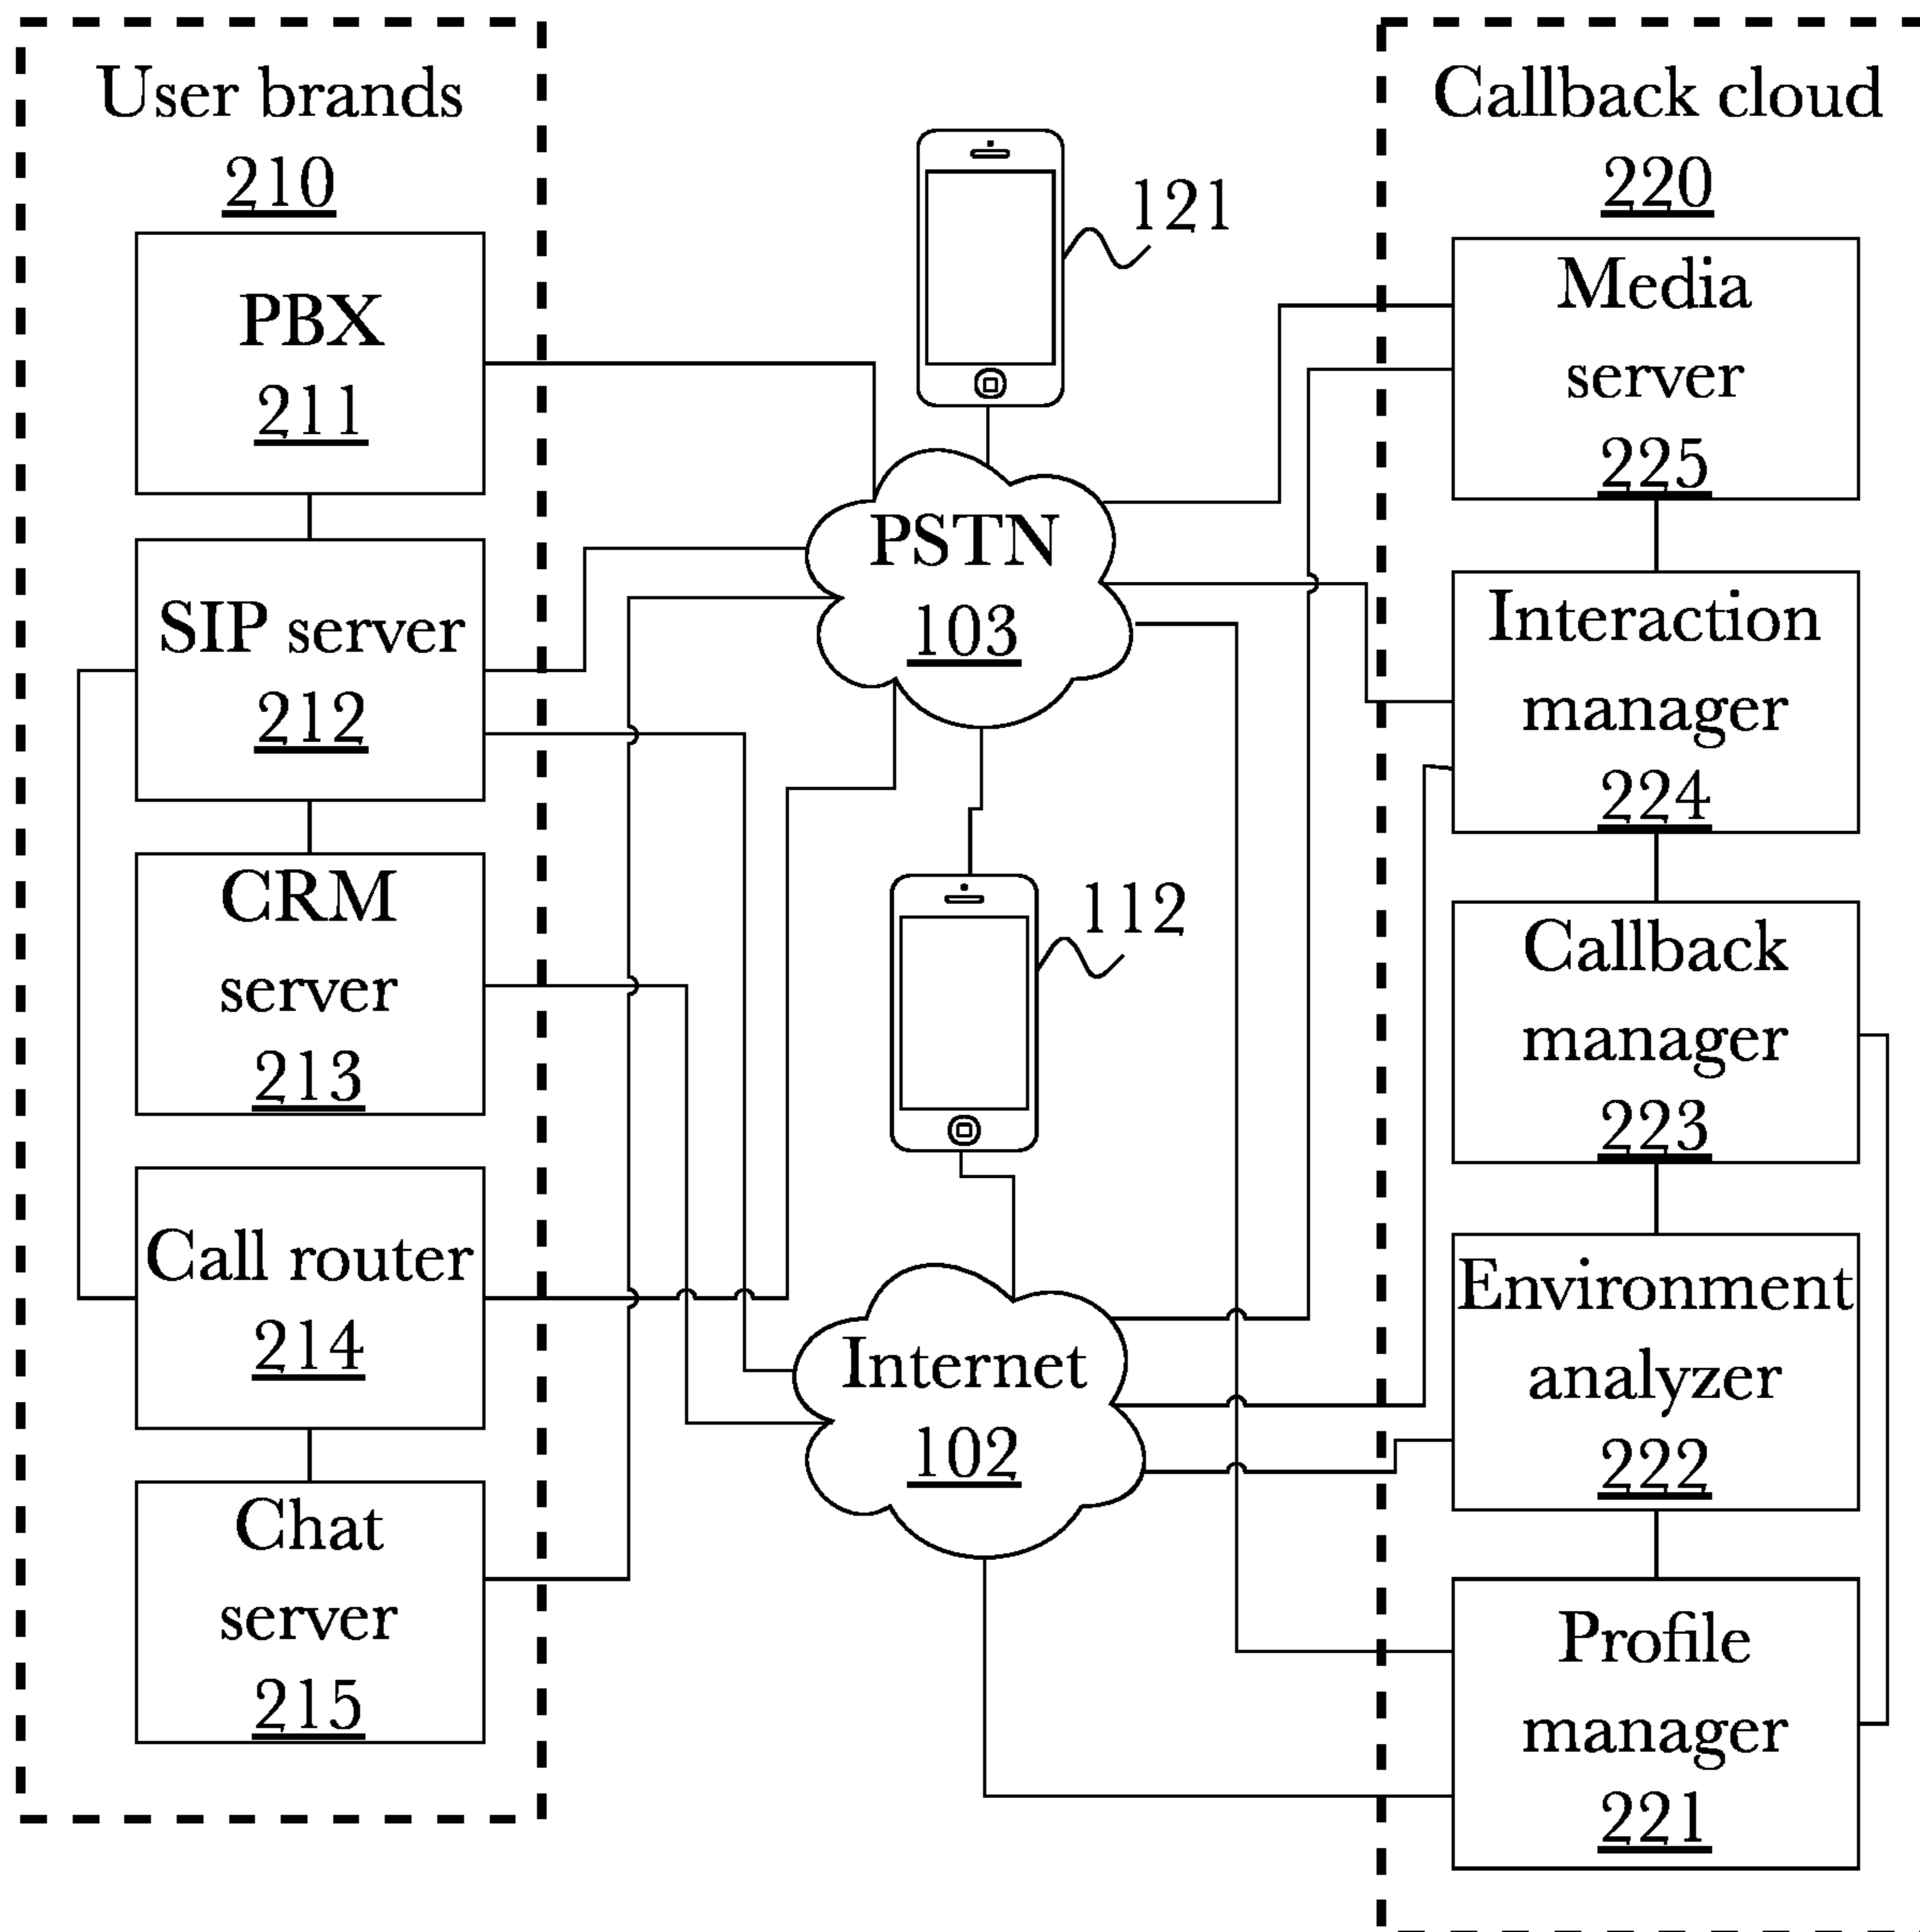 User brands
210
PBX
211
SIP server
212
CRM
server
213
Call router
214
Chat
server
215
121
PSTN
103
112
Internet
102
Callback cloud
220
Media
server
225
Interaction
manager
224
Callback
manager
223
Environment
analyzer
222
Profile
manager
221